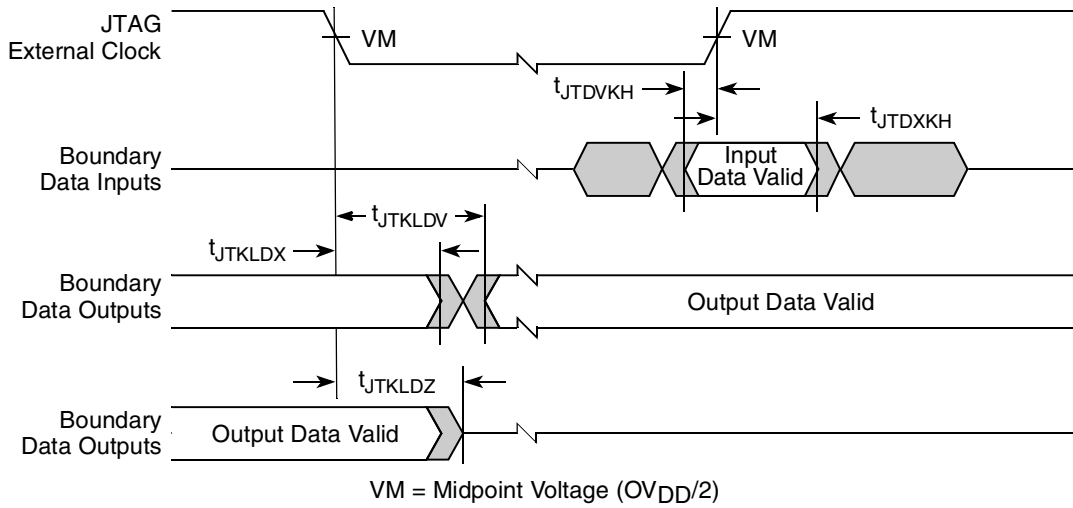 JTAG
External Clock
VM
VM
tJTDVKH
tJTDXKH
Boundary
Data Inputs
Input
Data Valid
tJTKLDV
tJTKLDX
Boundary
Data Outputs
Output Data Valid
tJTKLDZ
Boundary
Data Outputs
Output Data Valid
VM = Midpoint Voltage (OVDD/2)